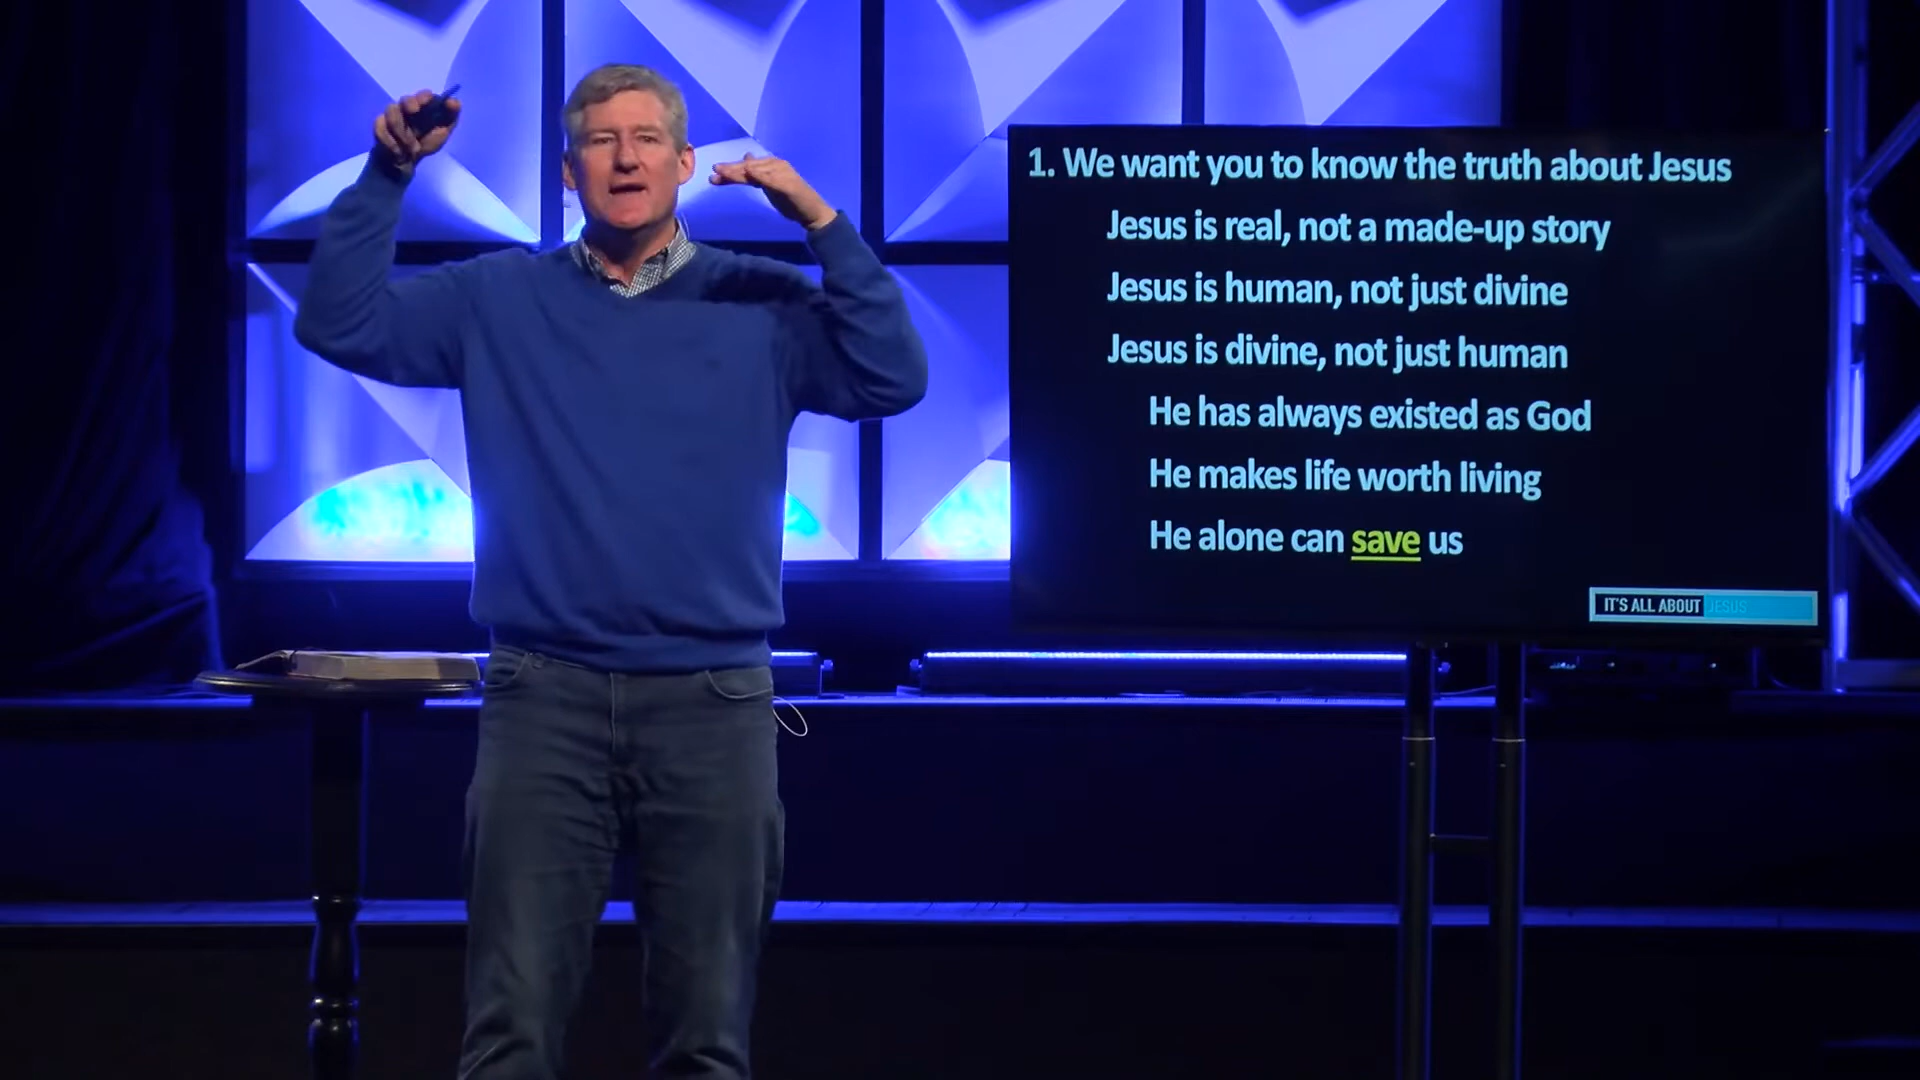 1. We want you to know the truth about Jesus
Jesus is real, not a made-up story
Jesus is human, not just divine
Jesus is divine, not just human
He has always existed as God
He makes life worth living
He alone can save us
IT'S ALL ABOUT JESUS